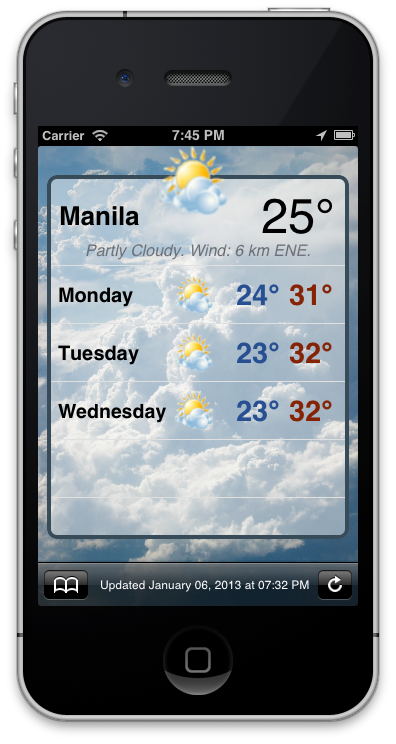 Carrier 7:45 PM
Manila 25°
Partly Cloudy. Wind: 6 km ENE.
Monday 24° 31°
Tuesday 23° 32°
Wednesday 23° 32°
Updated January 06, 2013 at 07:32 PM